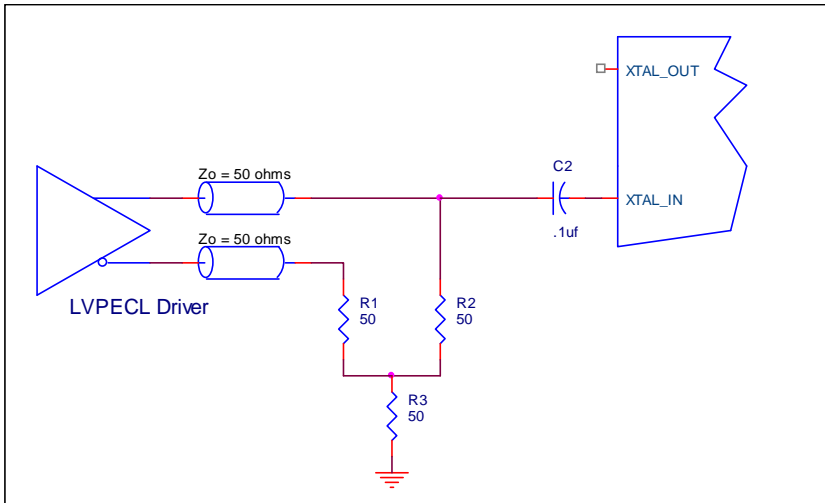 XTAL_OUT
C2
Zo = 50 ohms
XTAL_IN
.1uf
Zo = 50 ohms
LVPECL Driver
R1
50
R2
50
R3
50